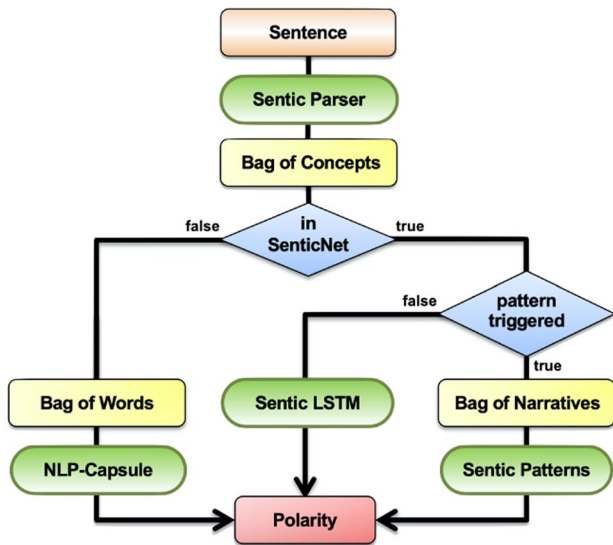 Sentence
Sentic Parser
Bag of Concepts
false
in
SenticNet
true
false
pattern
triggered
true
Bag of Words
Sentic LSTM
Bag of Narratives
NLP-Capsule
Sentic Patterns
Polarity